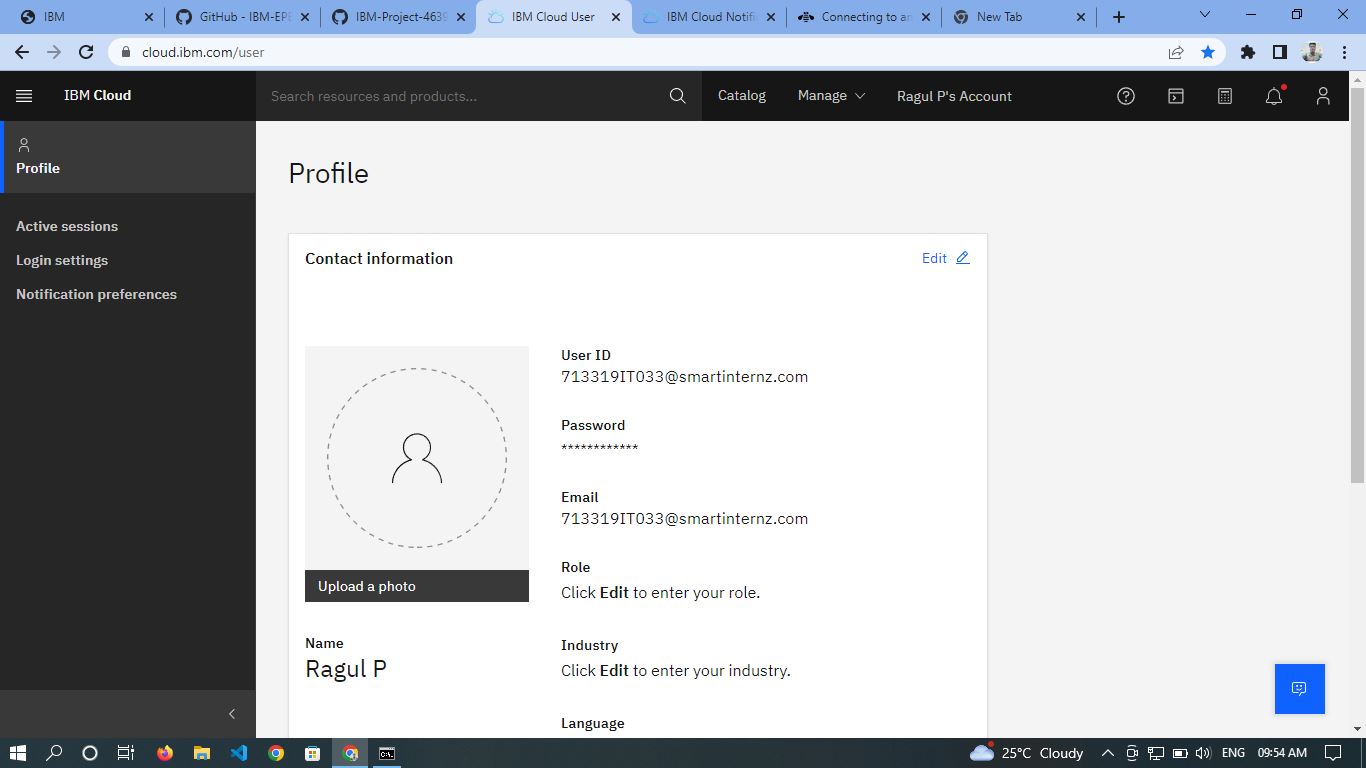 IBM
GitHub - IBM-EPB
IBM-Project-4639
IBM Cloud User
IBM Cloud Notifi
Connecting to an
New Tab
cloud.ibm.com/user
IBM Cloud
Search resources and products...
Catalog
Manage
Ragul P's Account
Profile
Active sessions
Login settings
Notification preferences
Profile
Contact information
Edit
Upload a photo
Name
Ragul P
User ID
713319IT033@smartinternz.com
Password
************
Email
713319IT033@smartinternz.com
Role
Click Edit to enter your role.
Industry
Click Edit to enter your industry.
Language
25°C Cloudy
ENG
09:54 AM